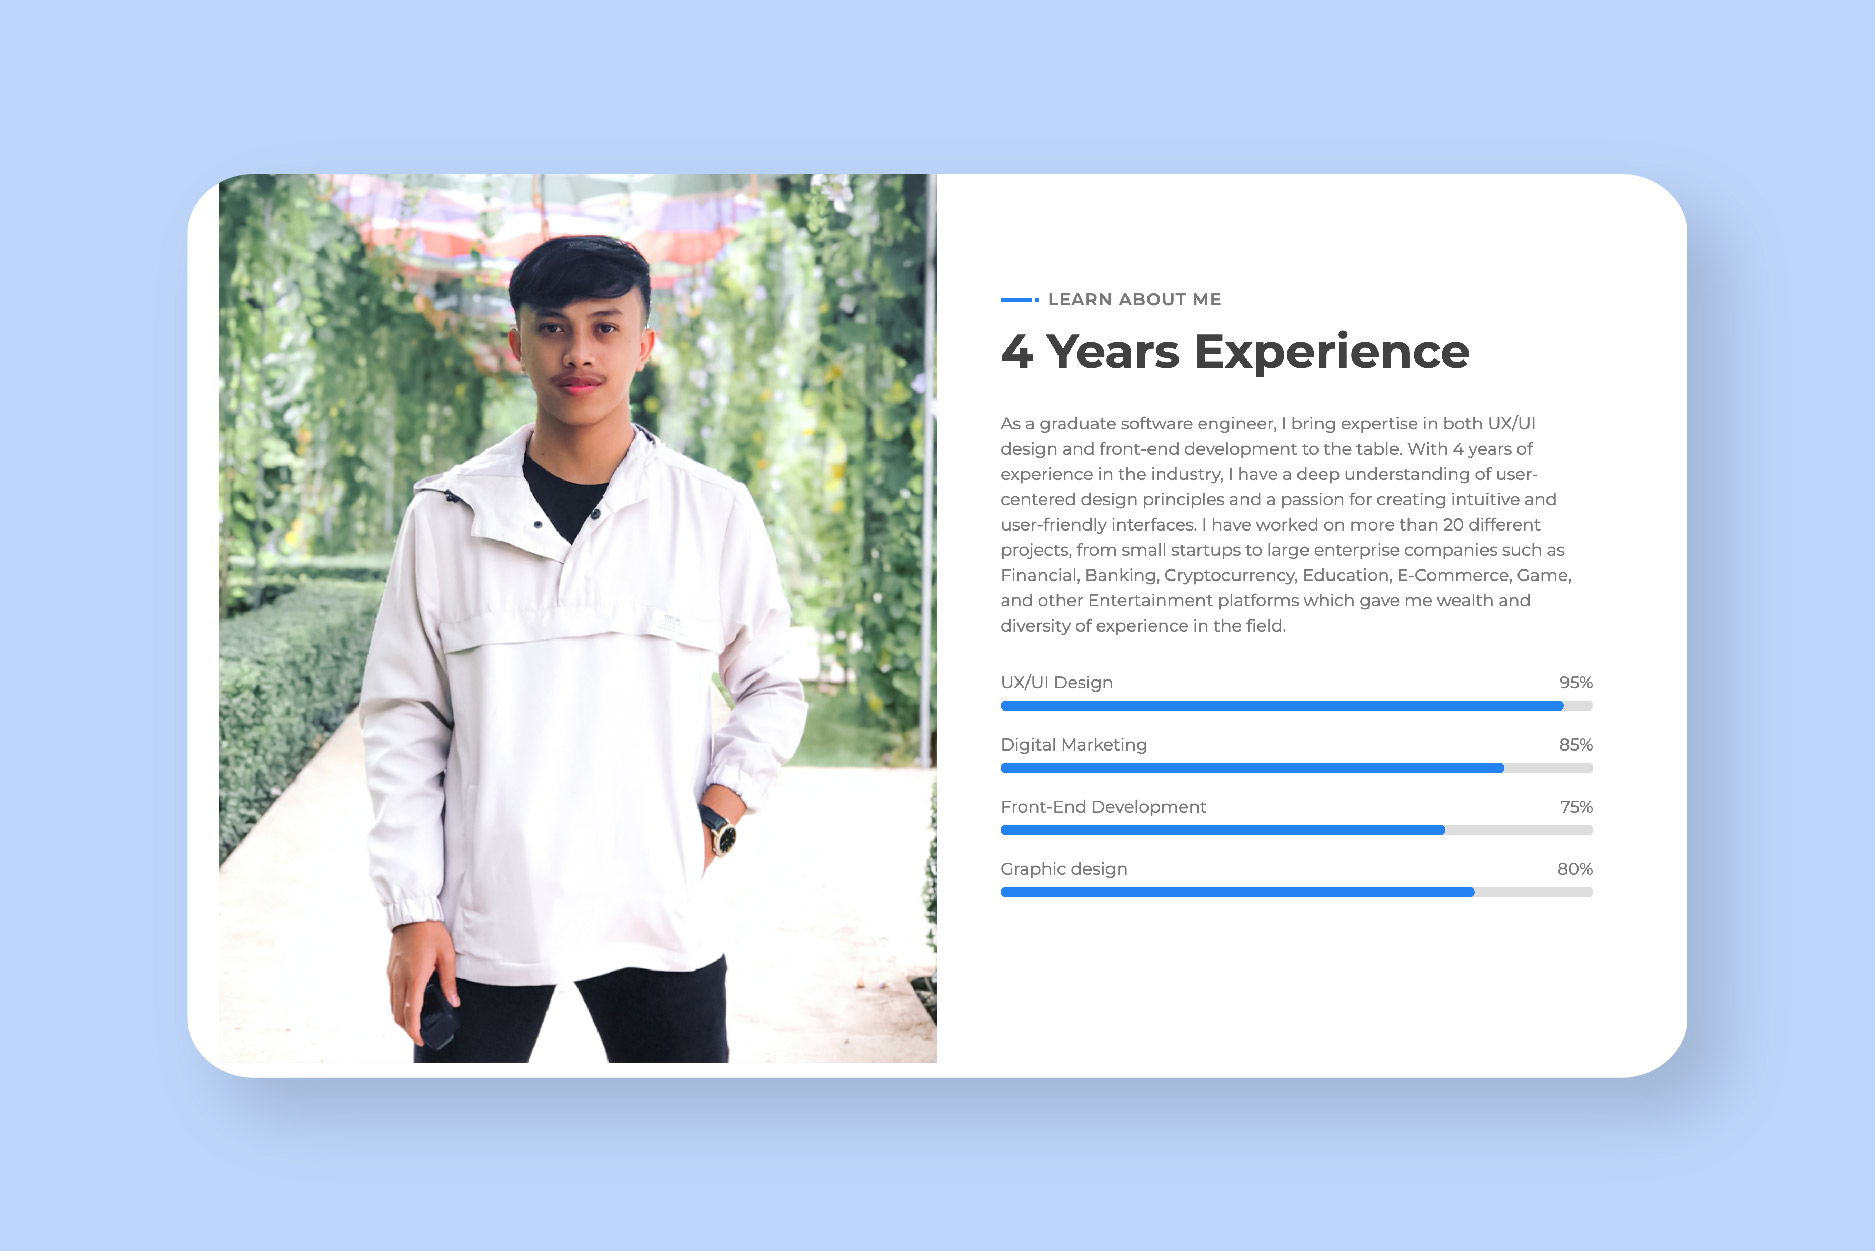 LEARN ABOUT ME
4 Years Experience
As a graduate software engineer, I bring expertise in both UX/UI
design and front-end development to the table. With 4 years of
experience in the industry, I have a deep understanding of user-
centered design principles and a passion for creating intuitive and
user-friendly interfaces. I have worked on more than 20 different
projects, from small startups to large enterprise companies such as
Financial, Banking, Cryptocurrency, Education, E-Commerce, Game,
and other Entertainment platforms which gave me wealth and
diversity of experience in the field.
UX/UI Design 95%
Digital Marketing 85%
Front-End Development 75%
Graphic design 80%